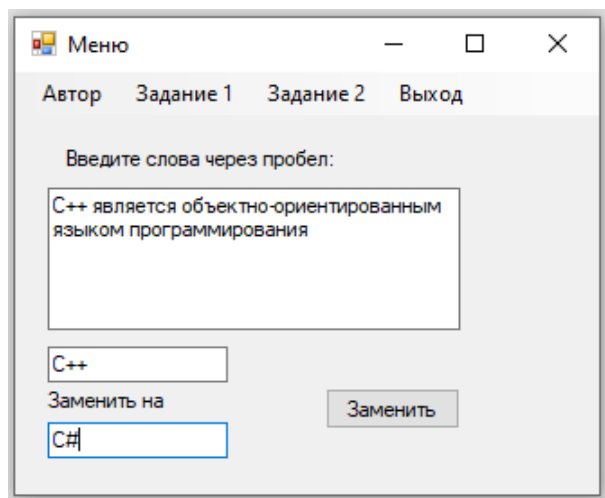 Меню
Автор Задание 1 Задание 2 Выход
Введите слова через пробел:
C++ является объектно-ориентированным
языком программирования
C++
Заменить на
Заменить
C#